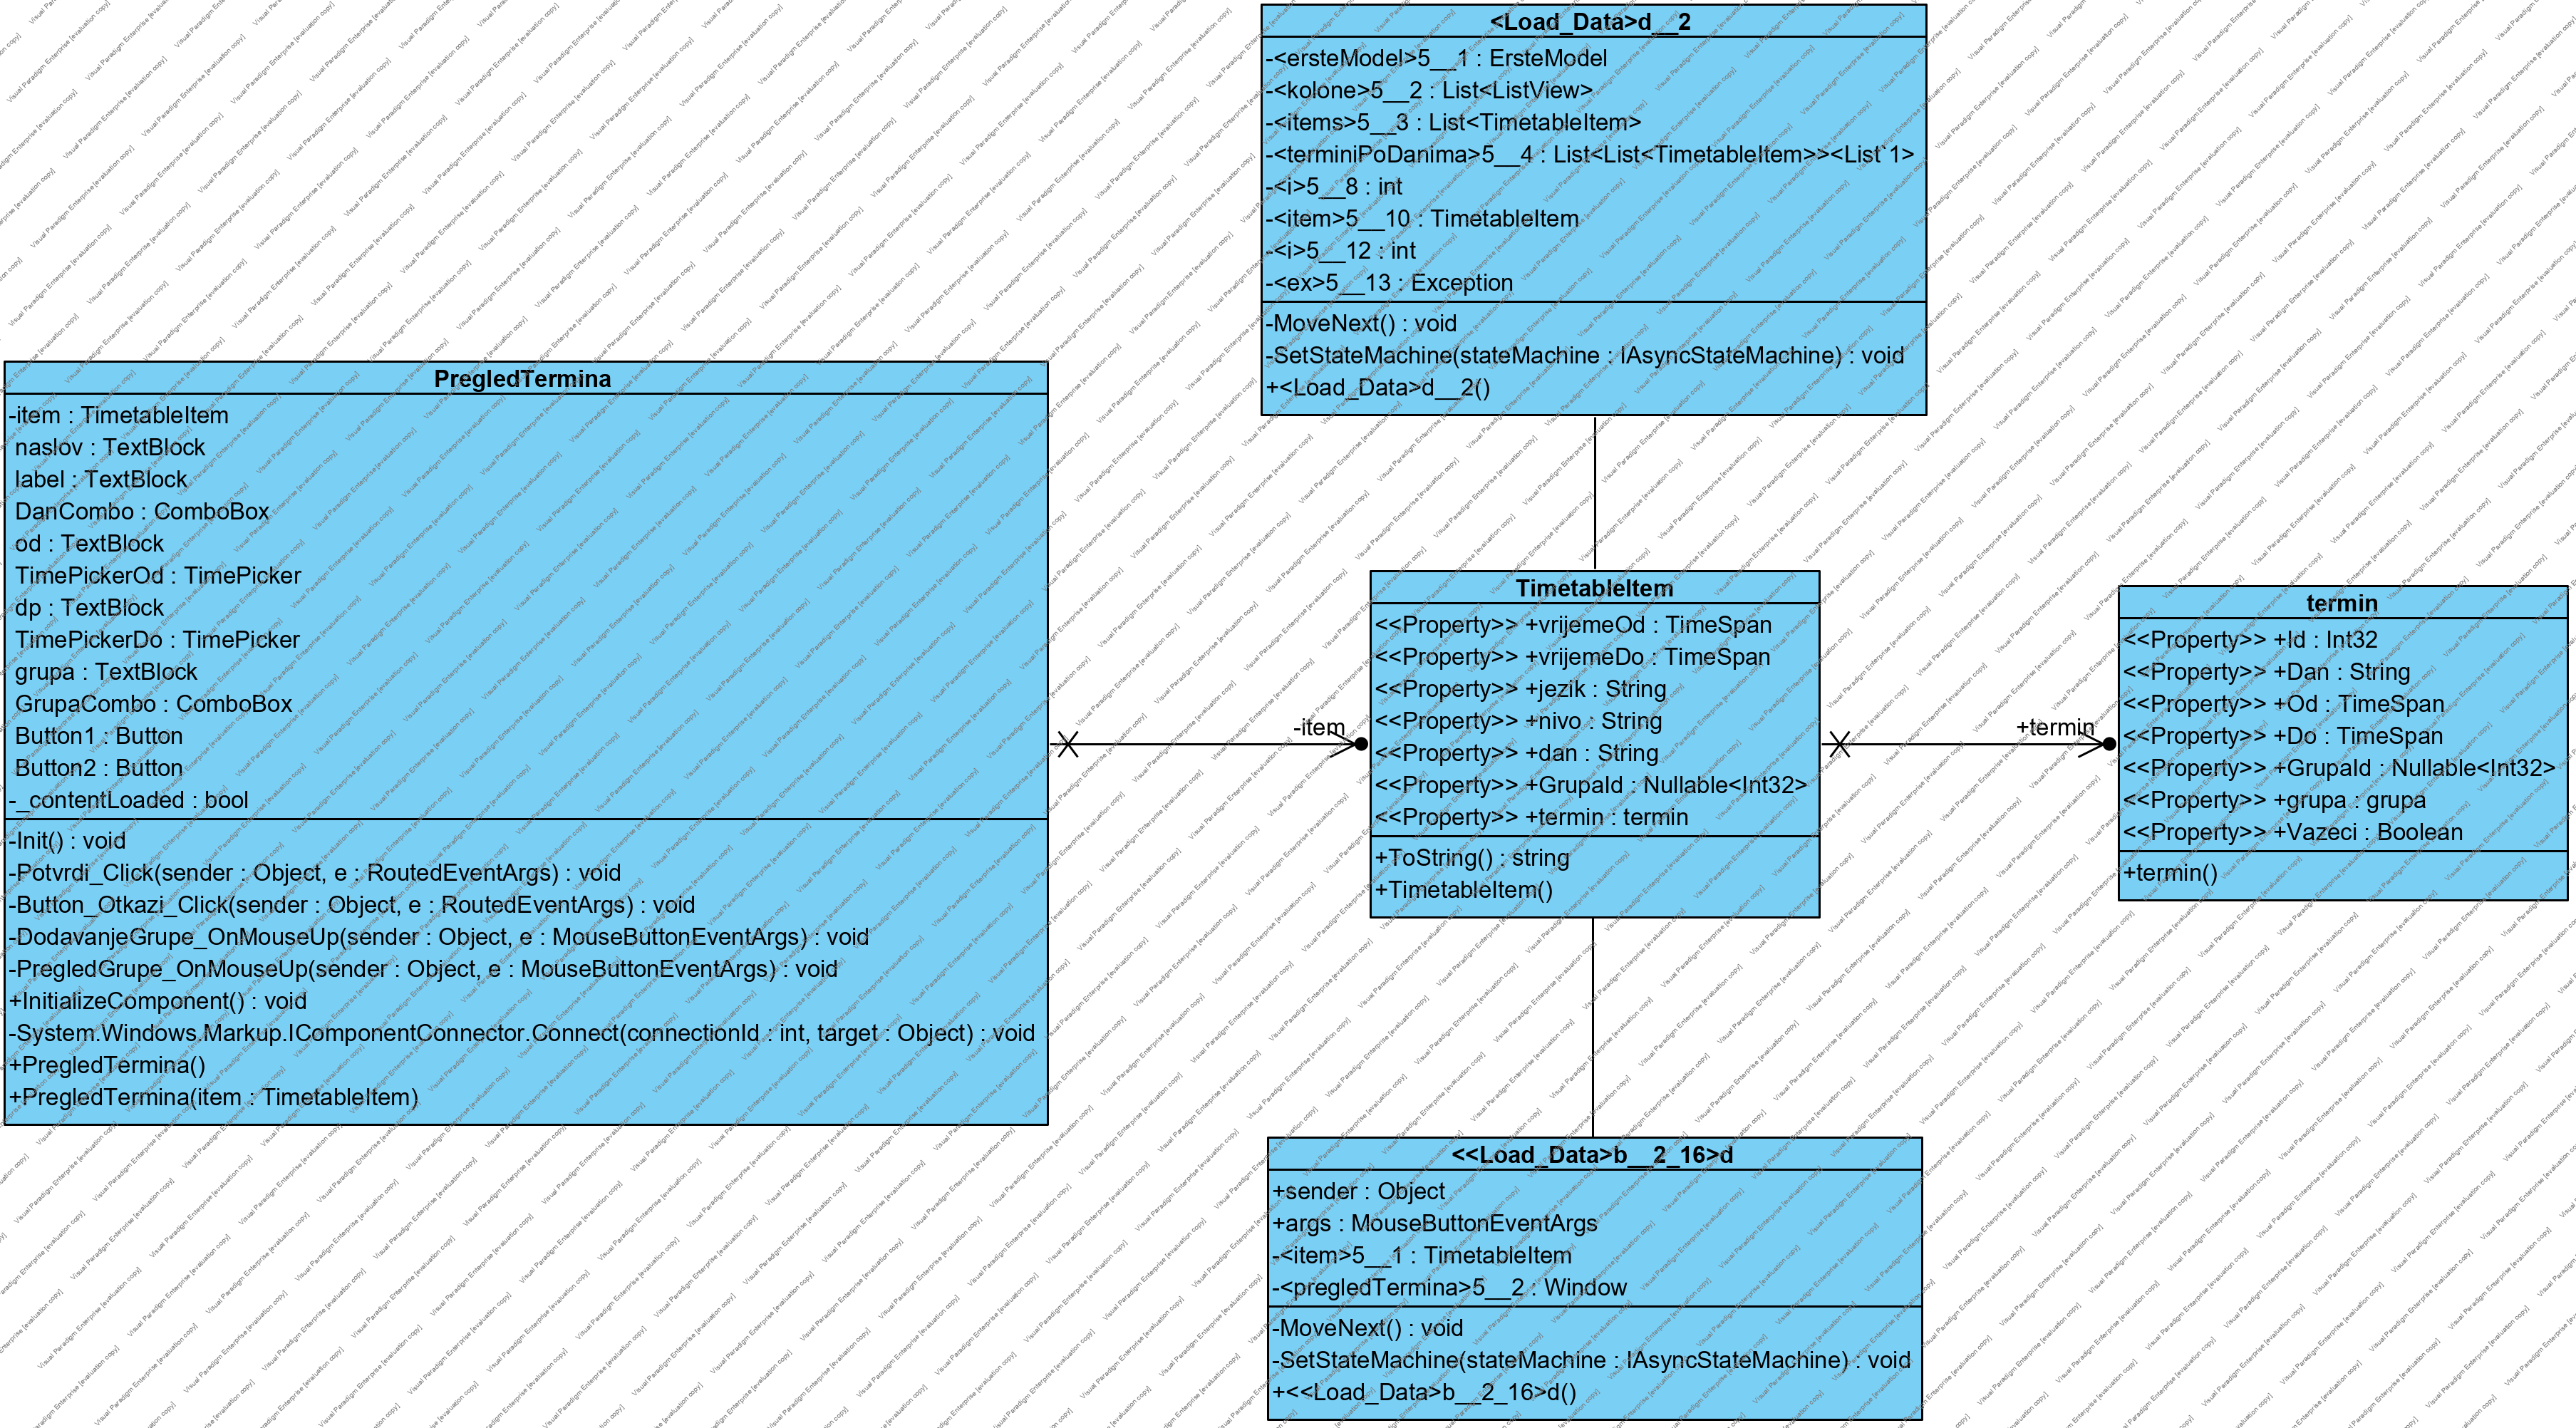 <Load_Data>d__2
-<ersteModel>5__1 : ErsteModel
-<kolone>5__2 : List<ListView>
-<items>5__3 : List<TimetableItem>
-<terminiPoDanima>5__4 : List<List<TimetableItem>><List`1>
-<i>5__8 : int
-<item>5__10 : TimetableItem
-<i>5__12 : int
-<ex>5__13 : Exception
-MoveNext() : void
-SetStateMachine(stateMachine : IAsyncStateMachine) : void
+<Load_Data>d__2()
PregledTermina
-item : TimetableItem
naslov : TextBlock
label : TextBlock
DanCombo : ComboBox
od : TextBlock
TimePickerOd : TimePicker
dp : TextBlock
TimePickerDo : TimePicker
grupa : TextBlock
GrupaCombo : ComboBox
Button1 : Button
Button2 : Button
-_contentLoaded : bool
-Init() : void
-Potvrdi_Click(sender : Object, e : RoutedEventArgs) : void
-Button_Otkazi_Click(sender : Object, e : RoutedEventArgs) : void
-DodavanjeGrupe_OnMouseUp(sender : Object, e : MouseButtonEventArgs) : void
-PregledGrupe_OnMouseUp(sender : Object, e : MouseButtonEventArgs) : void
+InitializeComponent() : void
-System.Windows.Markup.IComponentConnector.Connect(connectionId : int, target : Object) : void
+PregledTermina()
+PregledTermina(item : TimetableItem)
-item
TimetableItem
<<Property>> +vrijemeOd : TimeSpan
<<Property>> +vrijemeDo : TimeSpan
<<Property>> +jezik : String
<<Property>> +nivo : String
<<Property>> +dan : String
<<Property>> +GrupaId : Nullable<Int32>
<<Property>> +termin : termin
+ToString() : string
+TimetableItem()
+termin
termin
<<Property>> +Id : Int32
<<Property>> +Dan : String
<<Property>> +Od : TimeSpan
<<Property>> +Do : TimeSpan
<<Property>> +GrupaId : Nullable<Int32>
<<Property>> +grupa : grupa
<<Property>> +Vazeci : Boolean
+termin()
<<Load_Data>b__2_16>d
+sender : Object
+args : MouseButtonEventArgs
-<item>5__1 : TimetableItem
-<pregledTermina>5__2 : Window
-MoveNext() : void
-SetStateMachine(stateMachine : IAsyncStateMachine) : void
+<<Load_Data>b__2_16>d()
Visual Paradigm Enterprise [evaluation copy]